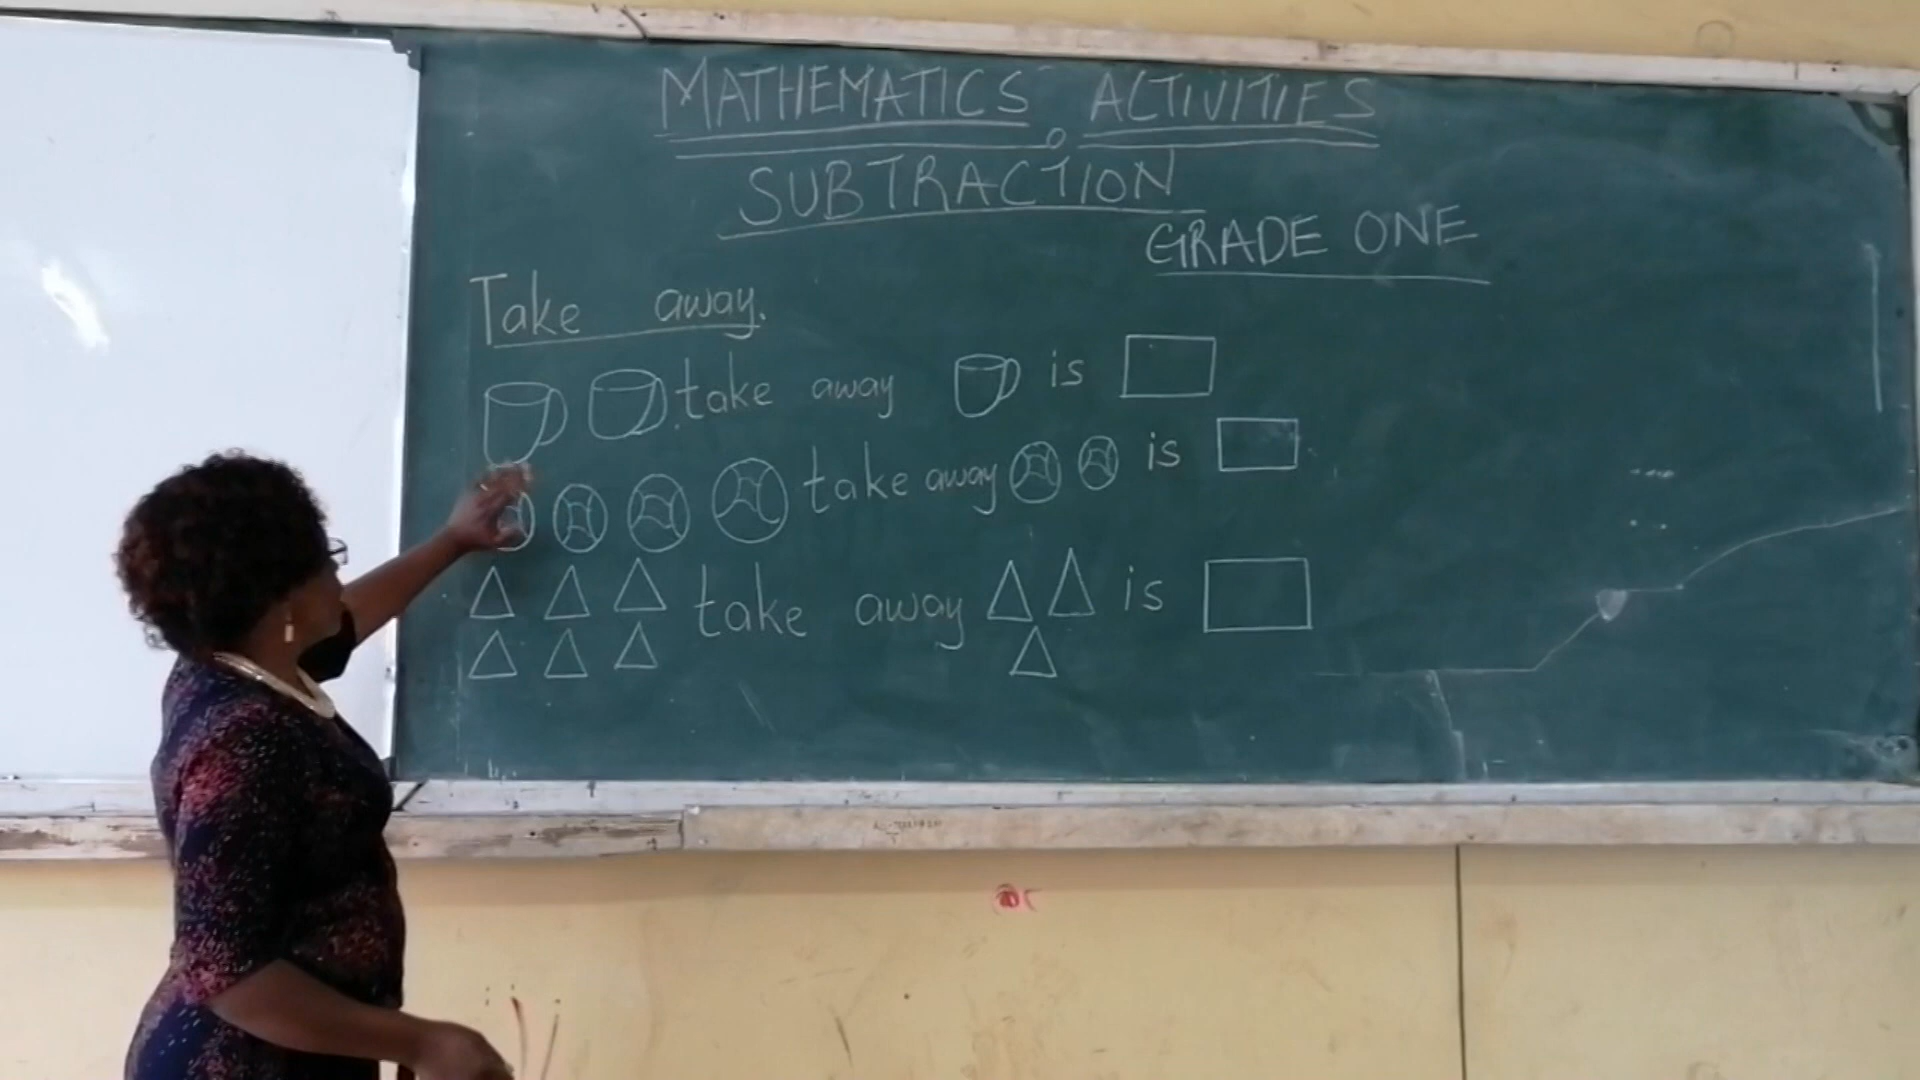 MATHEMATICS ACTIVITIES
SUBTRACTION
GRADE ONE
Take away.
take away is
take away is
take away is